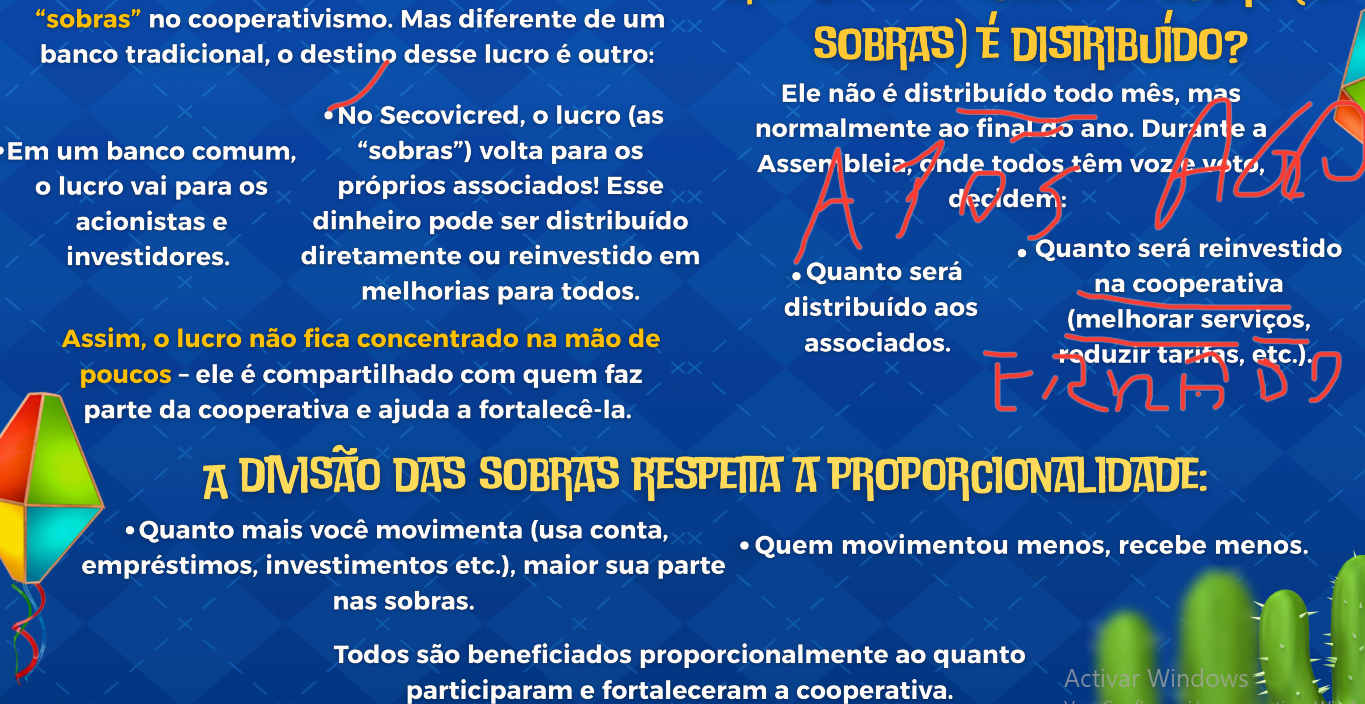 “sobras” no cooperativismo. Mas diferente de um
banco tradicional, o destino desse lucro é outro:
•Em um banco comum,
o lucro vai para os
acionistas e
investidores.
•No Secovicred, o lucro (as
“sobras”) volta para os
próprios associados! Esse
dinheiro pode ser distribuído
diretamente ou reinvestido em
melhorias para todos.
Assim, o lucro não fica concentrado na mão de
poucos – ele é compartilhado com quem faz
parte da cooperativa e ajuda a fortalecê-la.
SOBRAS) É DISTRIBUÍDO?
Ele não é distribuído todo mês, mas
normalmente ao final do ano. Durante a
Assembleia, onde todos têm voz e voto,
decidem:
•Quanto será
distribuído aos
associados.
• Quanto será reinvestido
na cooperativa
(melhorar serviços,
reduzir tarifas, etc.).
A DIVISÃO DAS SOBRAS RESPEITA A PROPORCIONALIDADE:
•Quanto mais você movimenta (usa conta,
empréstimos, investimentos etc.), maior sua parte
nas sobras.
• Quem movimentou menos, recebe menos.
Todos são beneficiados proporcionalmente ao quanto
participaram e fortaleceram a cooperativa.
Activar Windows